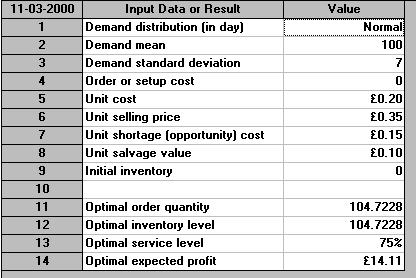 11-03-2000 Input Data or Result Value
1 Demand distribution (in day) Normal
2 Demand mean 100
3 Demand standard deviation 7
4 Order or setup cost 0
5 Unit cost £0.20
6 Unit selling price £0.35
7 Unit shortage (opportunity) cost £0.15
8 Unit salvage value £0.10
9 Initial inventory 0
10
11 Optimal order quantity 104.7228
12 Optimal inventory level 104.7228
13 Optimal service level 75%
14 Optimal expected profit £14.11